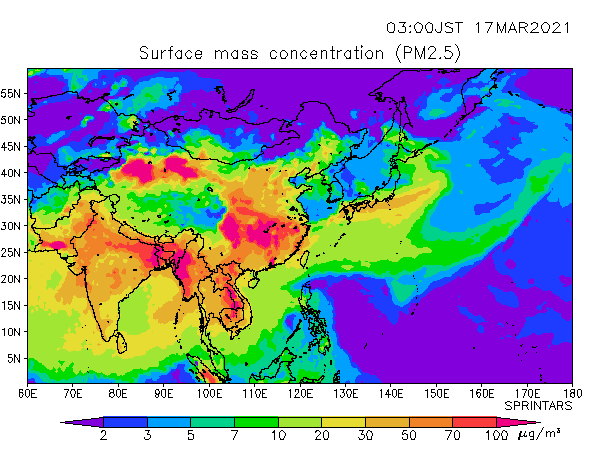 03:00JST 17MAR2021
Surface mass concentration (PM2.5)
55N
50N
45N
40N
35N
30N
25N
20N
15N
10N
5N
60E 70E 80E 90E 100E 110E 120E 130E 140E 150E 160E 170E 180
SPRINTARS
2 3 5 7 10 20 30 50 70 100 μg/m³